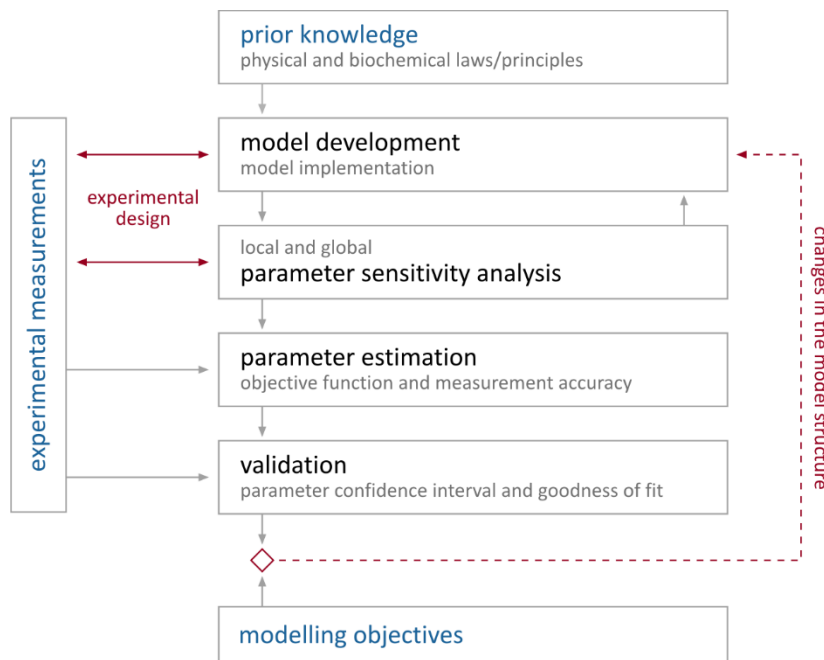 prior knowledge
physical and biochemical laws/principles
model development
model implementation
experimental
design
local and global
parameter sensitivity analysis
parameter estimation
objective function and measurement accuracy
validation
parameter confidence interval and goodness of fit
modelling objectives
experimental measurements
changes in the model structure